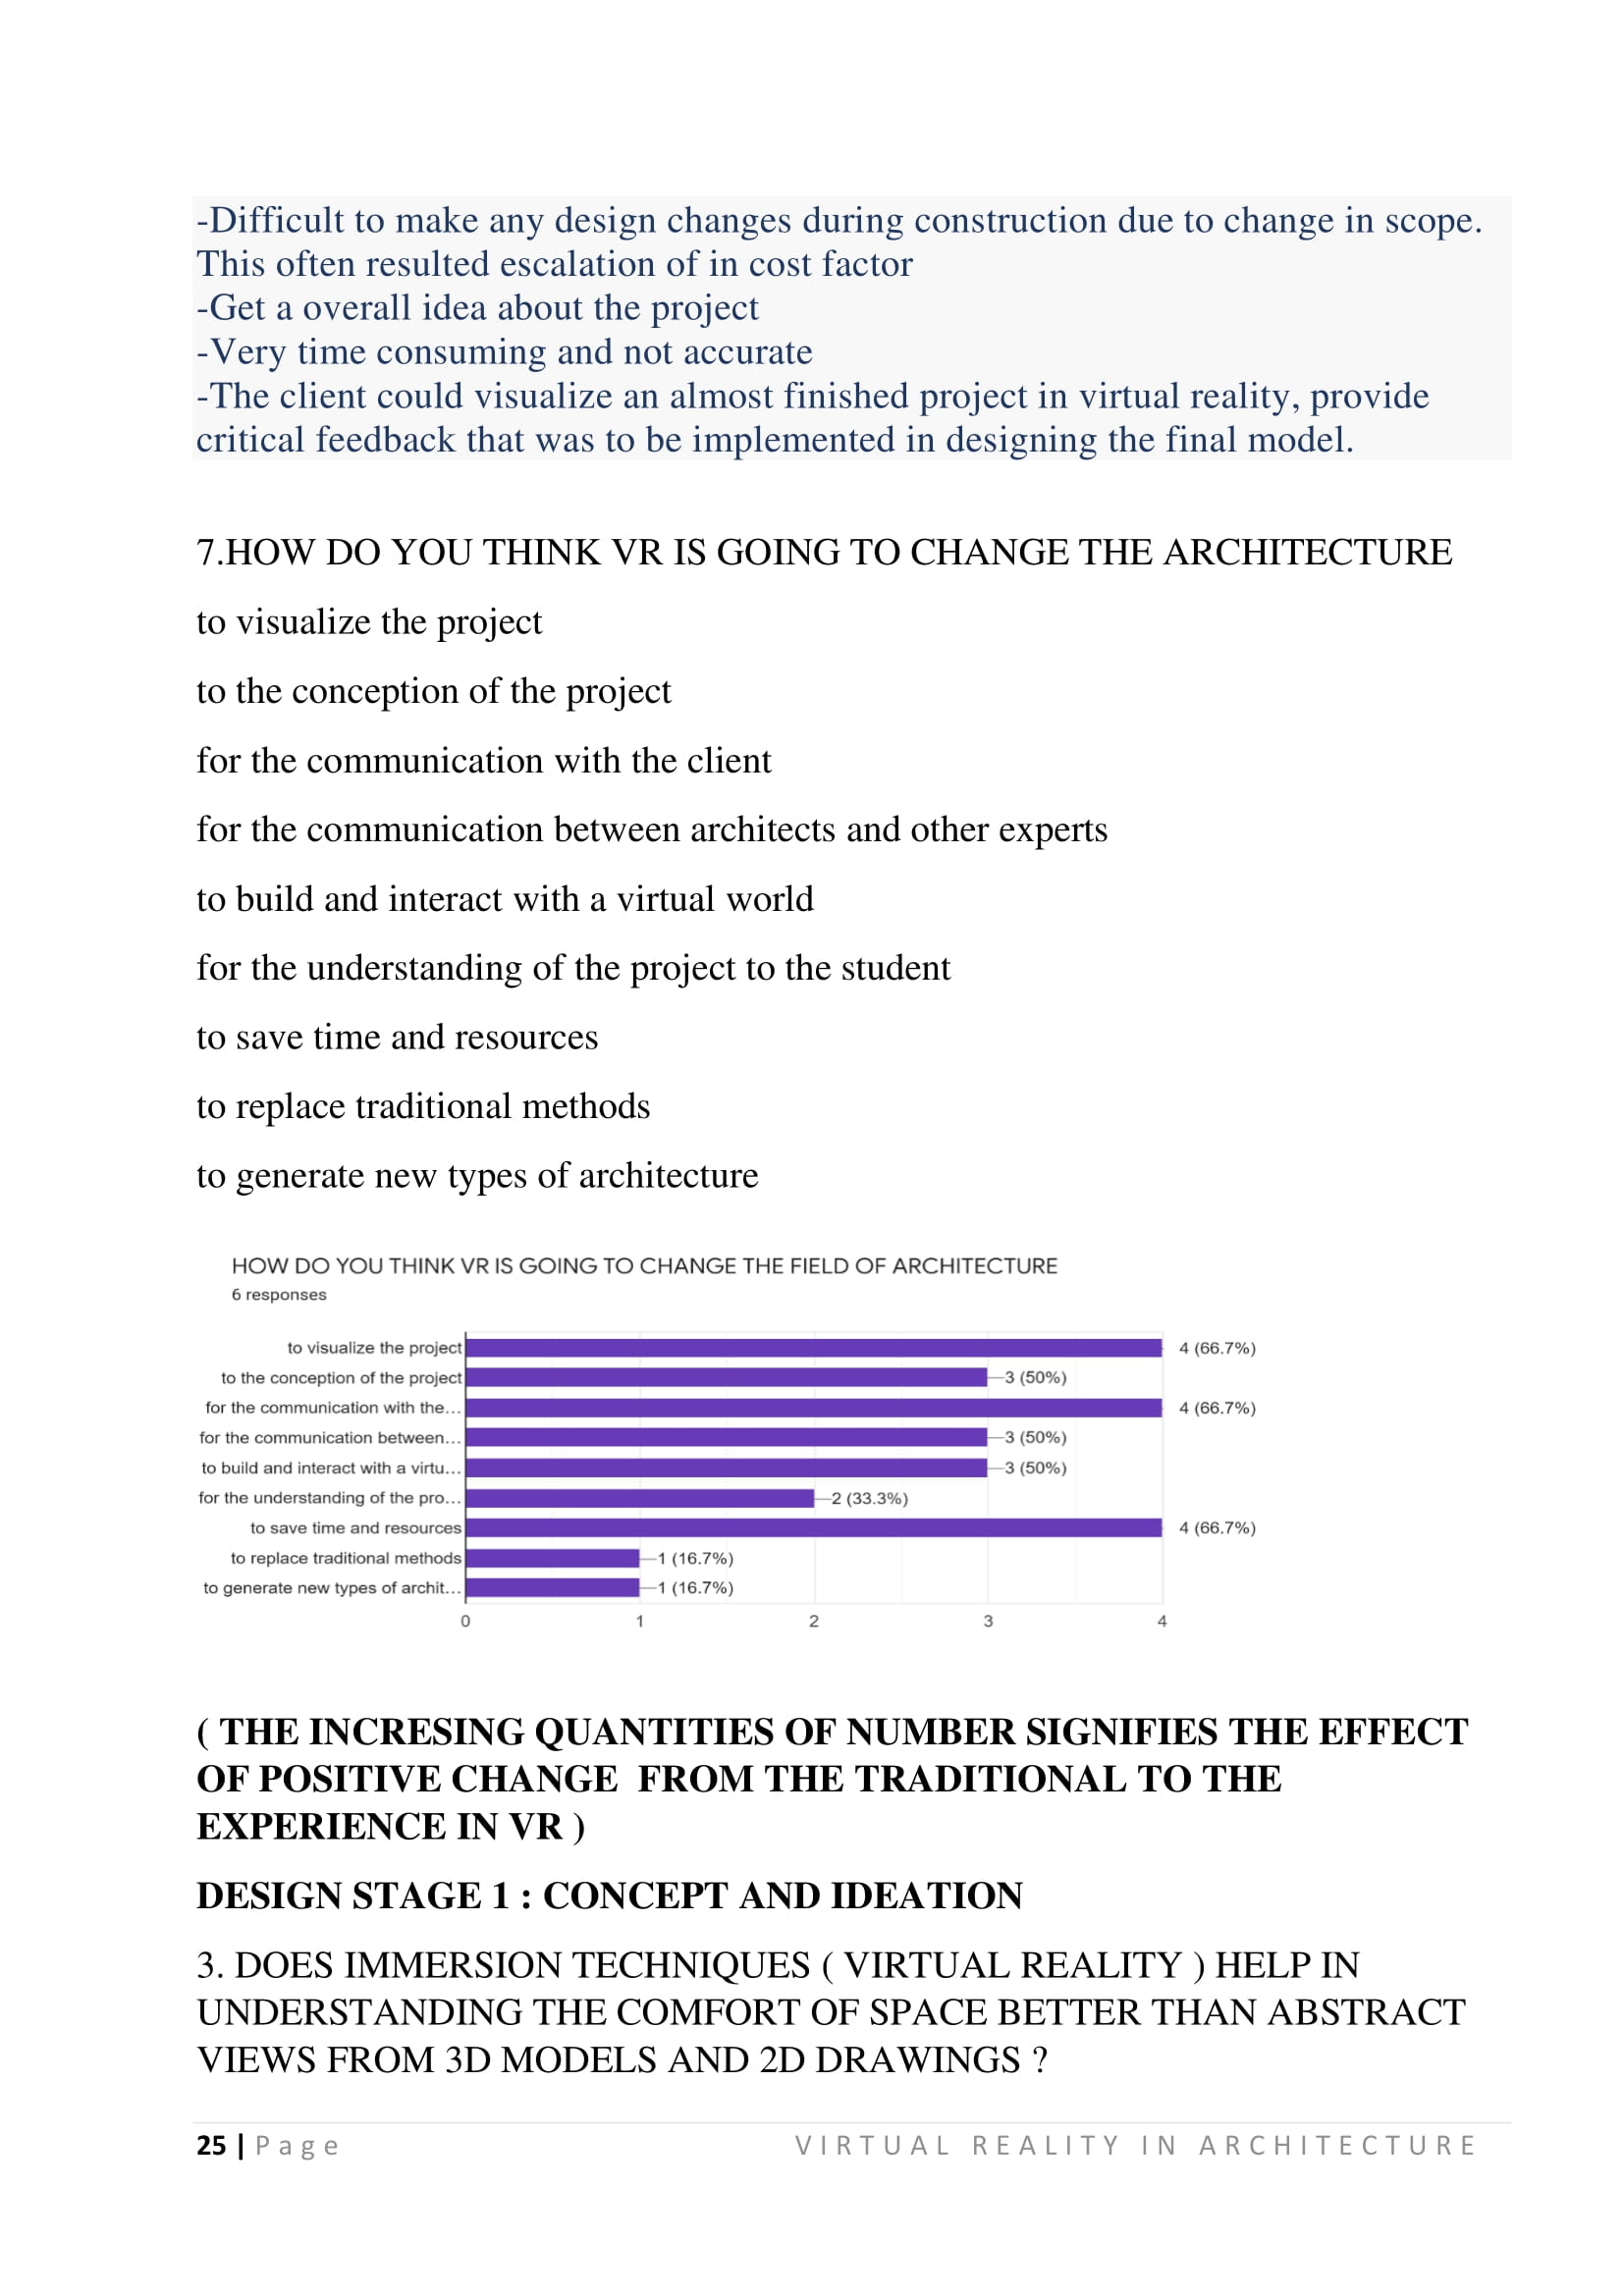 -Difficult to make any design changes during construction due to change in scope.
This often resulted escalation of in cost factor
-Get a overall idea about the project
-Very time consuming and not accurate
-The client could visualize an almost finished project in virtual reality, provide
critical feedback that was to be implemented in designing the final model.
7.HOW DO YOU THINK VR IS GOING TO CHANGE THE ARCHITECTURE
to visualize the project
to the conception of the project
for the communication with the client
for the communication between architects and other experts
to build and interact with a virtual world
for the understanding of the project to the student
to save time and resources
to replace traditional methods
to generate new types of architecture
HOW DO YOU THINK VR IS GOING TO CHANGE THE FIELD OF ARCHITECTURE
6 responses
to visualize the project 4 (66.7%)
to the conception of the project 3 (50%)
for the communication with the... 4 (66.7%)
for the communication between... 3 (50%)
to build and interact with a virtu... 3 (50%)
for the understanding of the pro... 2 (33.3%)
to save time and resources 4 (66.7%)
to replace traditional methods 1 (16.7%)
to generate new types of archit... 1 (16.7%)
0 1 2 3 4
( THE INCRESING QUANTITIES OF NUMBER SIGNIFIES THE EFFECT
OF POSITIVE CHANGE FROM THE TRADITIONAL TO THE
EXPERIENCE IN VR )
DESIGN STAGE 1 : CONCEPT AND IDEATION
3. DOES IMMERSION TECHNIQUES ( VIRTUAL REALITY ) HELP IN
UNDERSTANDING THE COMFORT OF SPACE BETTER THAN ABSTRACT
VIEWS FROM 3D MODELS AND 2D DRAWINGS ?
25 | Page VIRTUAL REALITY IN ARCHITECTURE